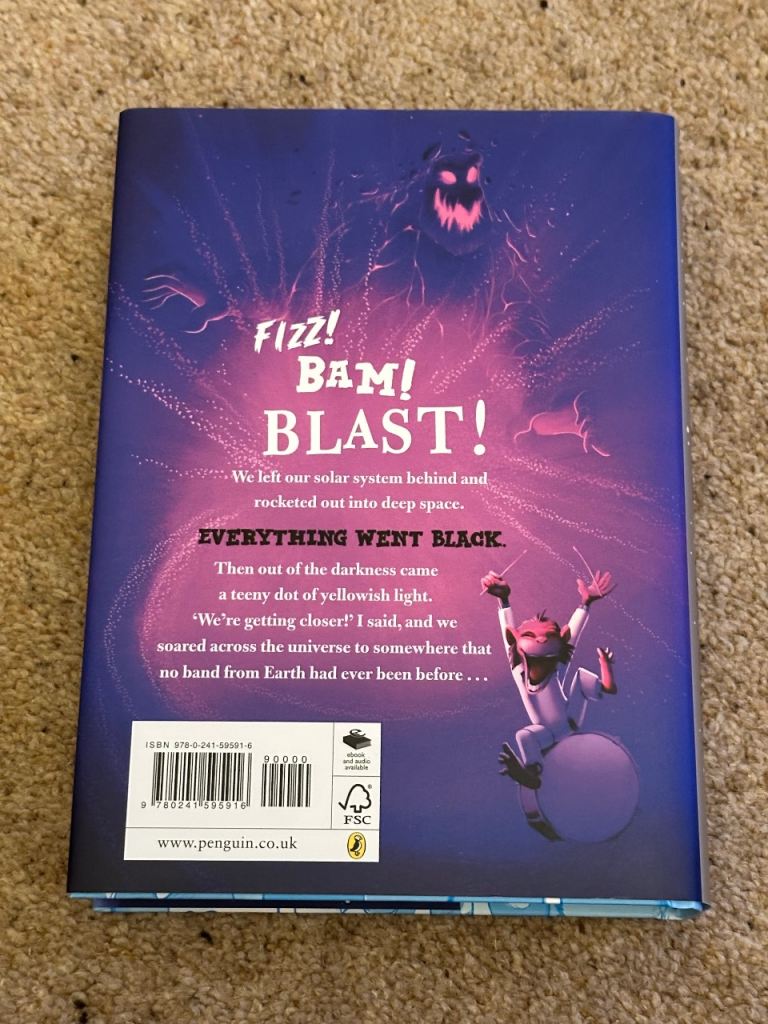 FIZZ!
BAM!
BLAST!
We left our solar system behind and
rocketed out into deep space.
EVERYTHING WENT BLACK.
Then out of the darkness came
a teeny dot of yellowish light.
‘We’re getting closer!’ I said, and we
soared across the universe to somewhere that
no band from Earth had ever been before . . .
ISBN 978-0-241-59591-6
90000
9 780241 595916
ebook
and audio
available
FSC®
www.penguin.co.uk